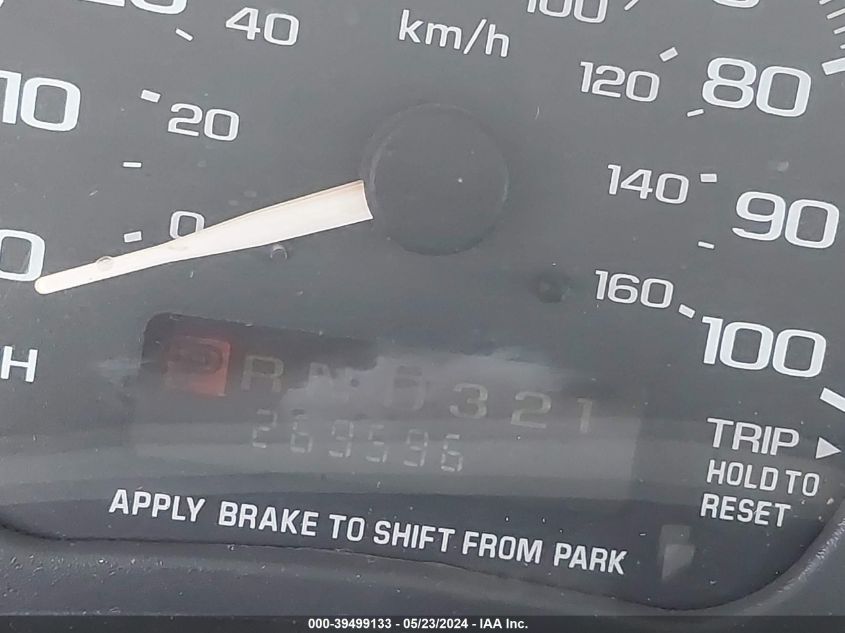 40
km/h
100
80
120
10
20
140
90
0
0
160
100
H
P R N D 3 2 1
269596
TRIP
HOLD TO
RESET
APPLY BRAKE TO SHIFT FROM PARK
000-39499133 - 05/23/2024 - IAA Inc.